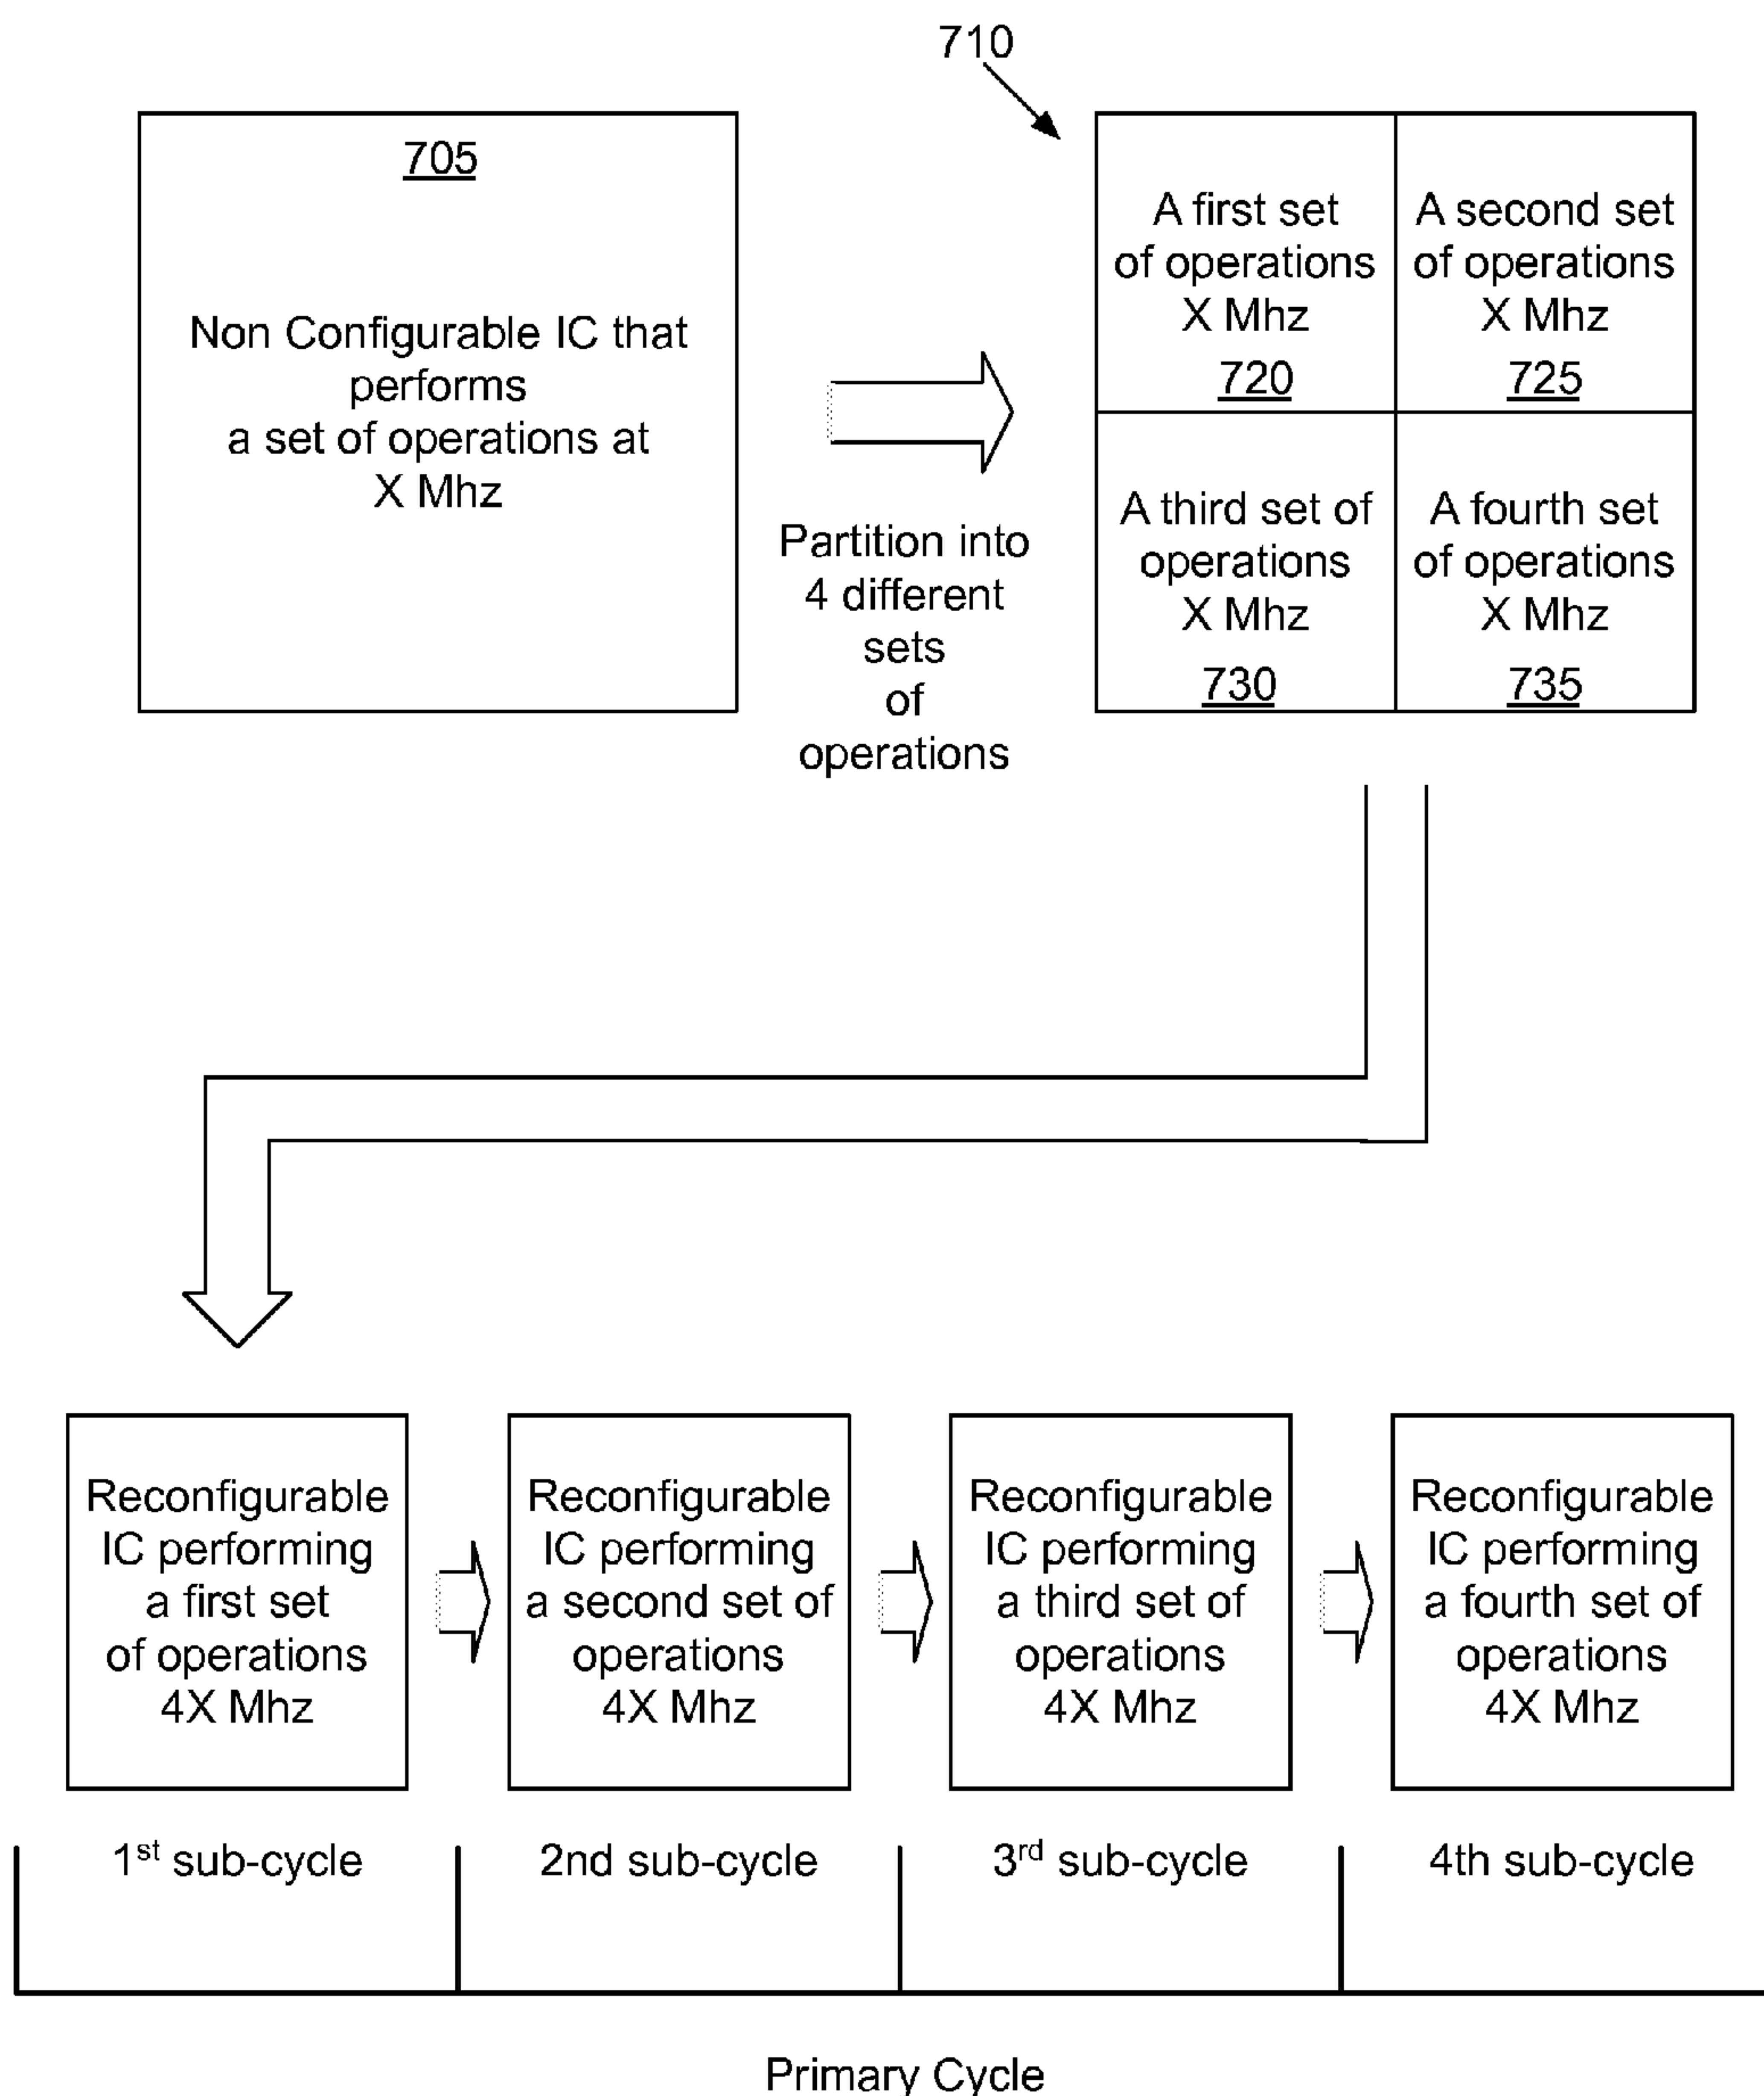 710
705
Non Configurable IC that
performs
a set of operations at
X Mhz
Partition into
4 different
sets
of
operations
A first set
of operations
X Mhz
720
A second set
of operations
X Mhz
725
A third set of
operations
X Mhz
730
A fourth set
of operations
X Mhz
735
Reconfigurable
IC performing
a first set
of operations
4X Mhz
Reconfigurable
IC performing
a second set of
operations
4X Mhz
Reconfigurable
IC performing
a third set of
operations
4X Mhz
Reconfigurable
IC performing
a fourth set of
operations
4X Mhz
1st sub-cycle
2nd sub-cycle
3rd sub-cycle
4th sub-cycle
Primary Cycle